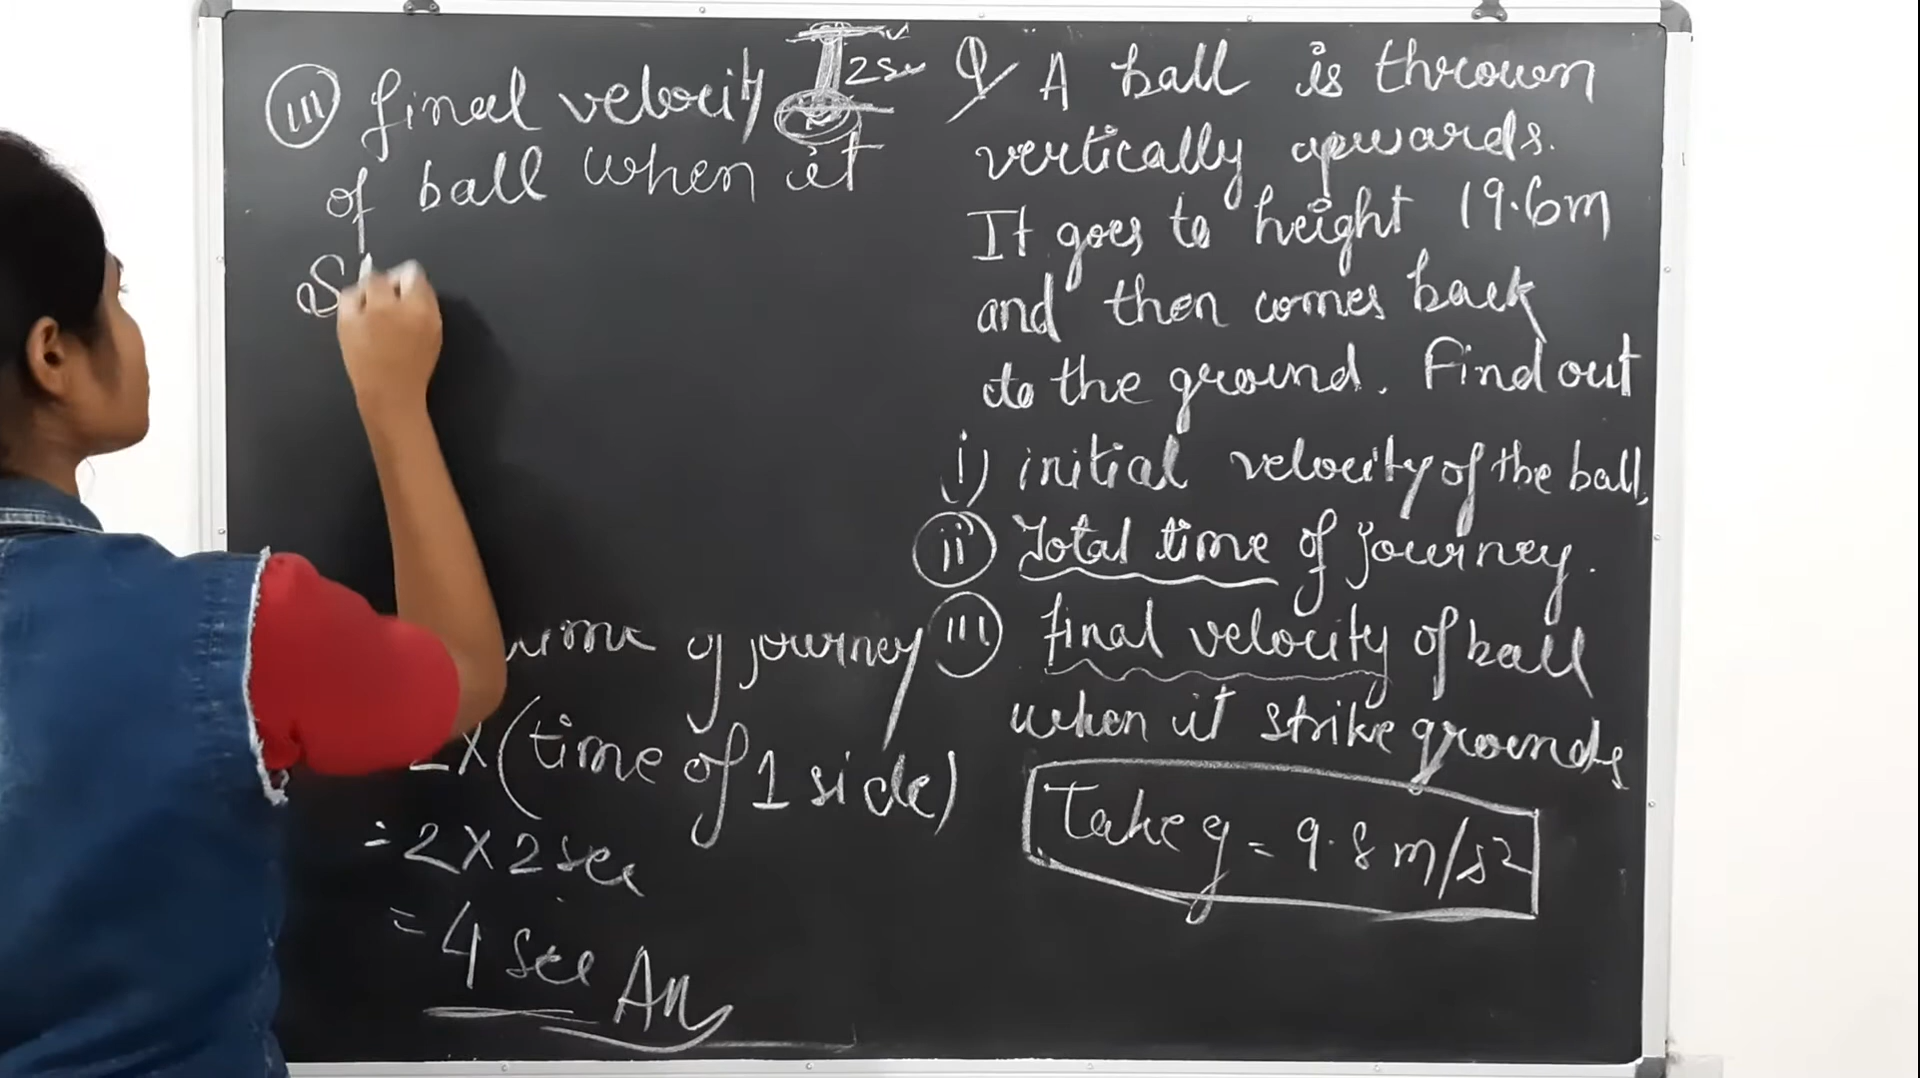 (iii) final velocity
of ball when it
S
2sec
time of journey
2x (time of 1 side)
= 2 x 2 sec
= 4 sec An
Q/ A ball is thrown
vertically upwards.
It goes to height 19.6m
and then comes back
to the ground. Find out
i) initial velocity of the ball.
(ii) Total time of journey.
(iii) final velocity of ball
when it strike grounds
Take g = 9.8 m/s²